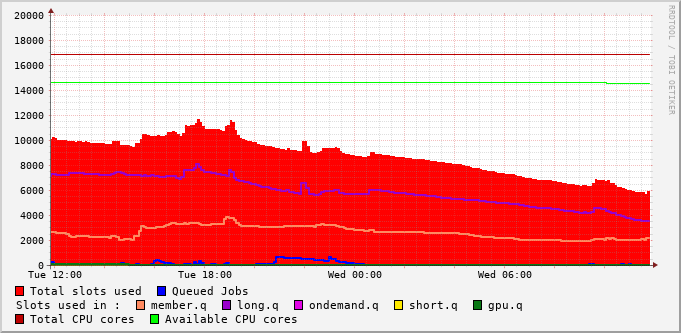 20000
18000
16000
14000
12000
10000
8000
6000
4000
2000
0
Tue 12:00 Tue 18:00 Wed 00:00 Wed 06:00
Total slots used Queued Jobs
Slots used in : member.q long.q ondemand.q short.q gpu.q
Total CPU cores Available CPU cores
RRDTOOL / TOBI OETIKER